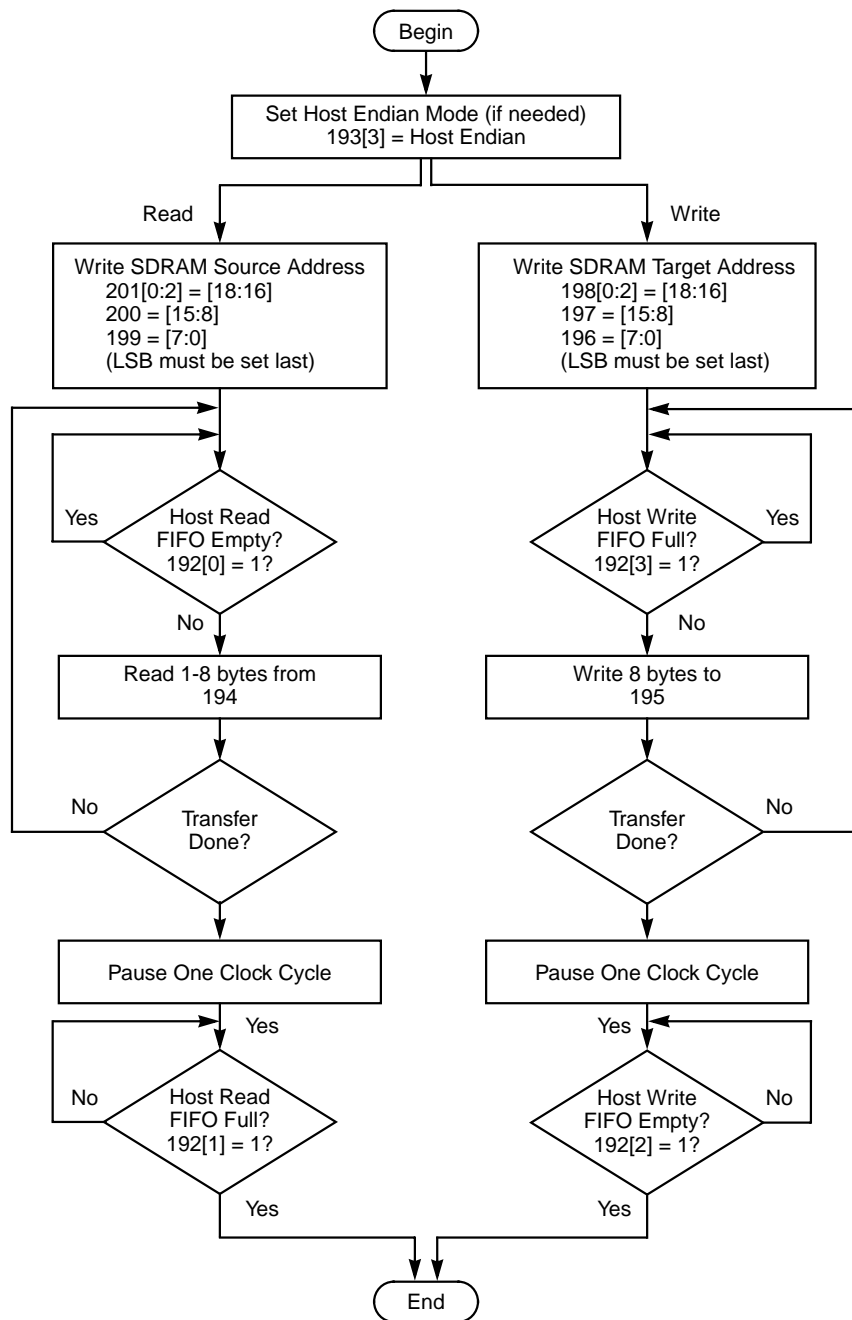 Begin
Set Host Endian Mode (if needed)
193[3] = Host Endian
Read
Write
Write SDRAM Source Address
201[0:2] = [18:16]
200 = [15:8]
199 = [7:0]
(LSB must be set last)
Write SDRAM Target Address
198[0:2] = [18:16]
197 = [15:8]
196 = [7:0]
(LSB must be set last)
Yes
Host Read
FIFO Empty?
192[0] = 1?
Host Write
FIFO Full?
192[3] = 1?
Yes
No
No
Read 1-8 bytes from
194
Write 8 bytes to
195
No
Transfer
Done?
Transfer
Done?
No
Pause One Clock Cycle
Pause One Clock Cycle
Yes
Yes
No
Host Read
FIFO Full?
192[1] = 1?
Host Write
FIFO Empty?
192[2] = 1?
No
Yes
Yes
End